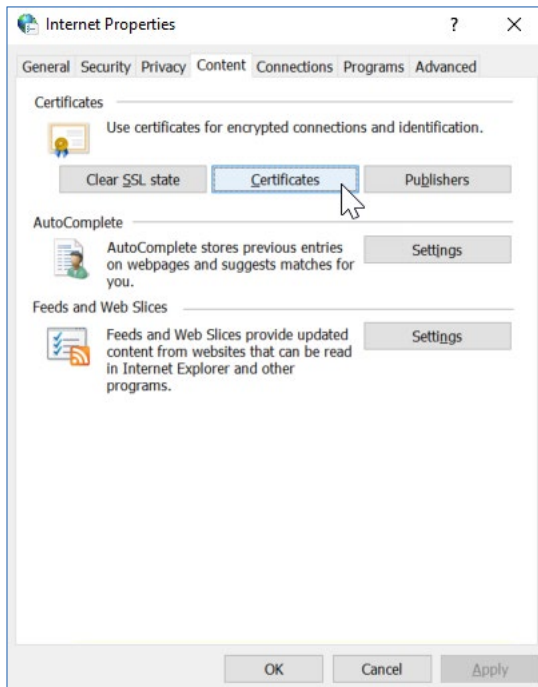 Internet Properties
?
General Security Privacy Content Connections Programs Advanced
Certificates
Use certificates for encrypted connections and identification.
Clear SSL state Certificates Publishers
AutoComplete
AutoComplete stores previous entries
on webpages and suggests matches for
you.
Settings
Feeds and Web Slices
Feeds and Web Slices provide updated
content from websites that can be read
in Internet Explorer and other
programs.
Settings
OK Cancel Apply